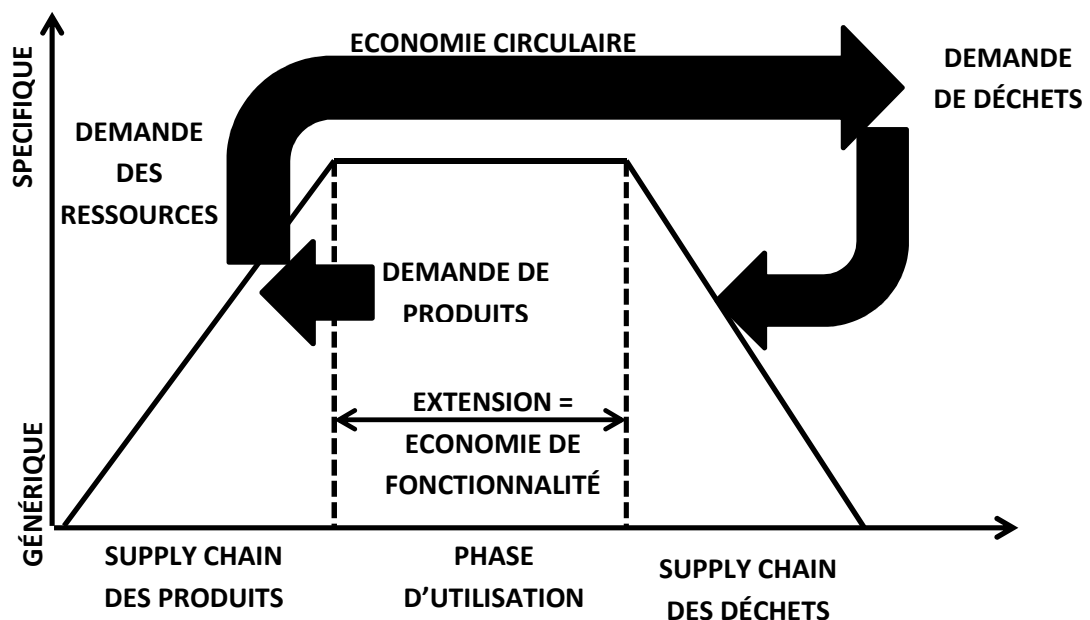 ECONOMIE CIRCULAIRE
DEMANDE
DE DÉCHETS
SPECIFIQUE
DEMANDE
DES
RESSOURCES
DEMANDE DE
PRODUITS
EXTENSION =
ECONOMIE DE
FONCTIONNALITÉ
GÉNÉRIQUE
SUPPLY CHAIN
DES PRODUITS
PHASE
D’UTILISATION
SUPPLY CHAIN
DES DÉCHETS